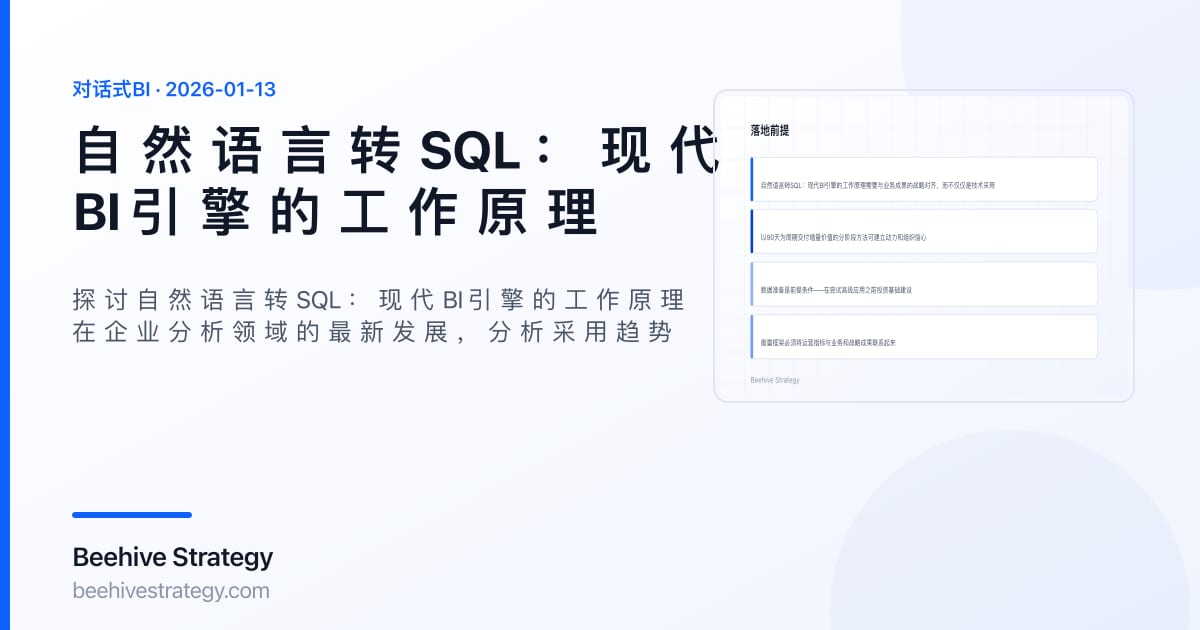 对话式BI · 2026-01-13
自然语言转SQL：现代
BI引擎的工作原理
探讨自然语言转SQL：现代BI引擎的工作原理
在企业分析领域的最新发展，分析采用趋势
Beehive Strategy
beehivestrategy.com
落地前提
自然语言转SQL：现代BI引擎的工作原理需要与业务成果的战略对齐，而不仅仅是技术采用
以90天为周期交付增量价值的分阶段方法可建立动力和组织信心
数据准备是前提条件——在尝试高级应用之前投资基础建设
衡量框架必须将运营指标与业务和战略成果联系起来
Beehive Strategy